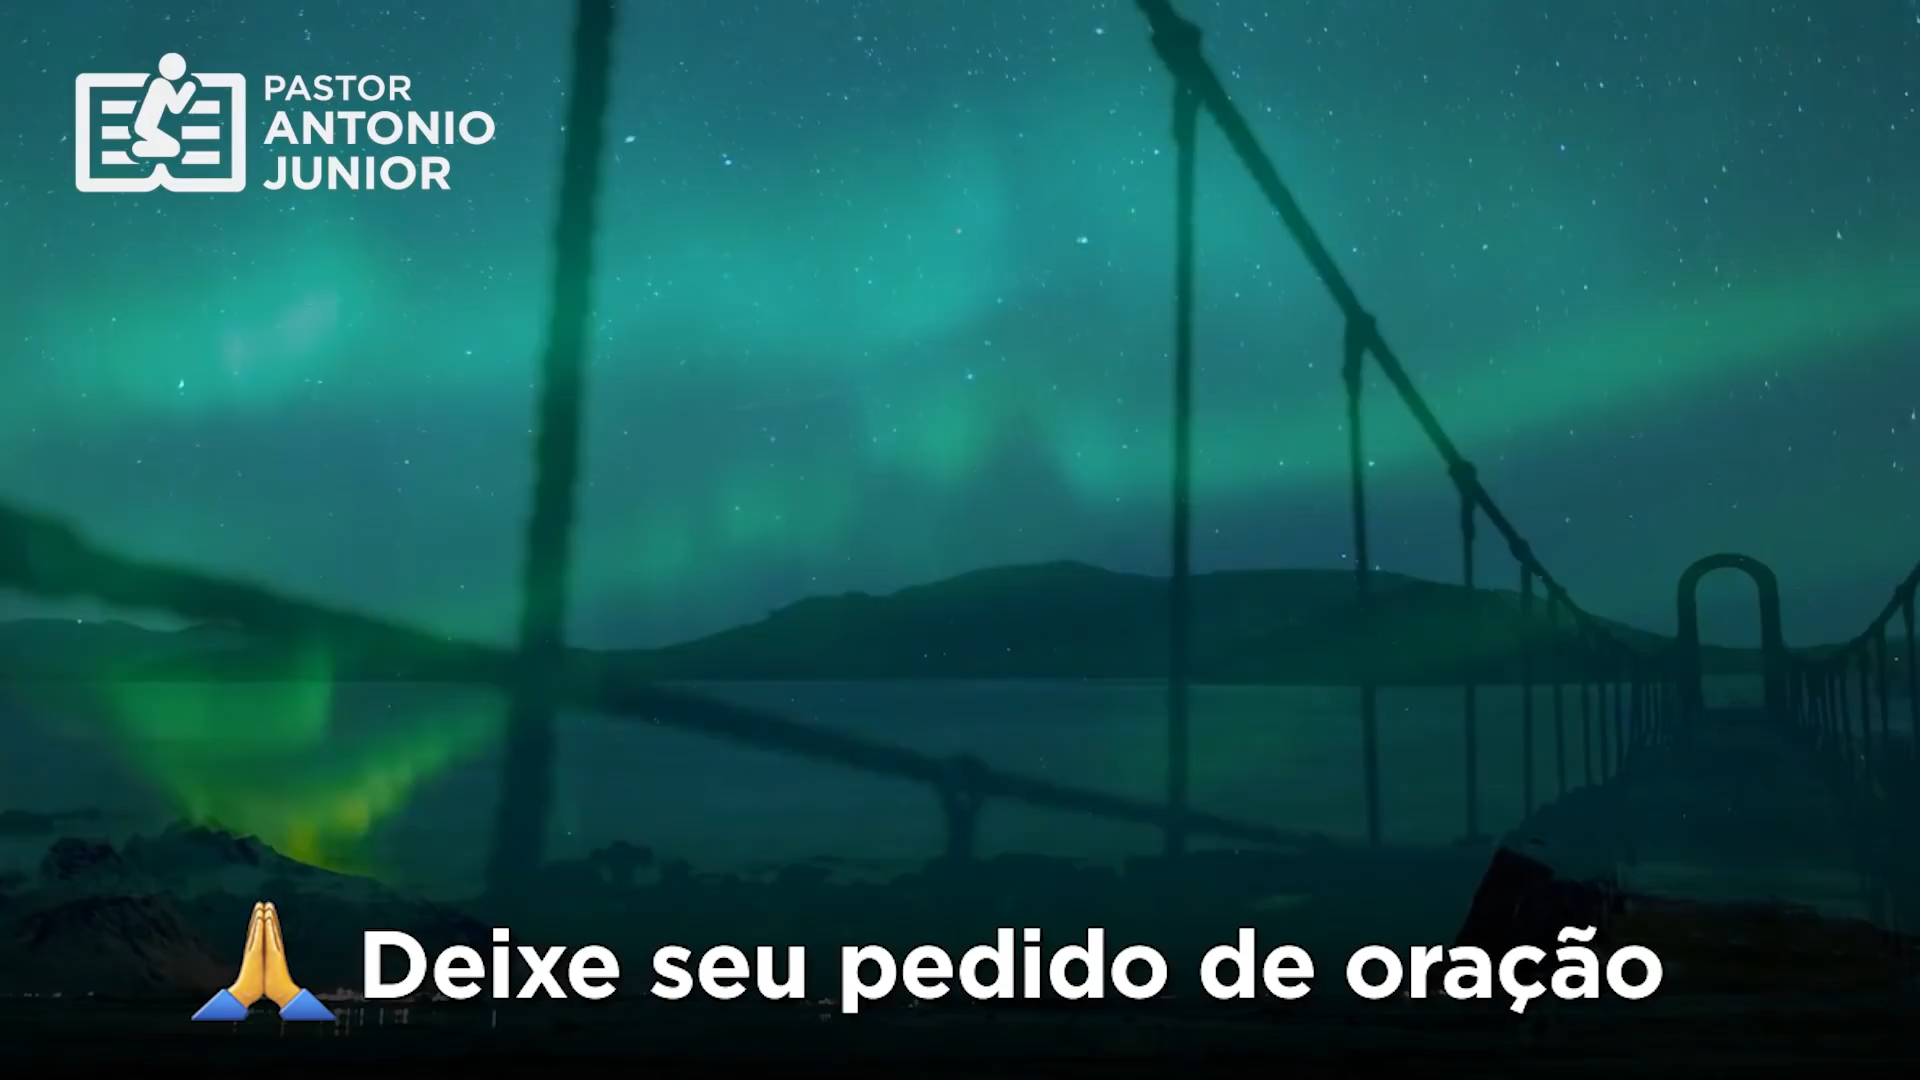 PASTOR
ANTONIO
JUNIOR
🙏 Deixe seu pedido de oração